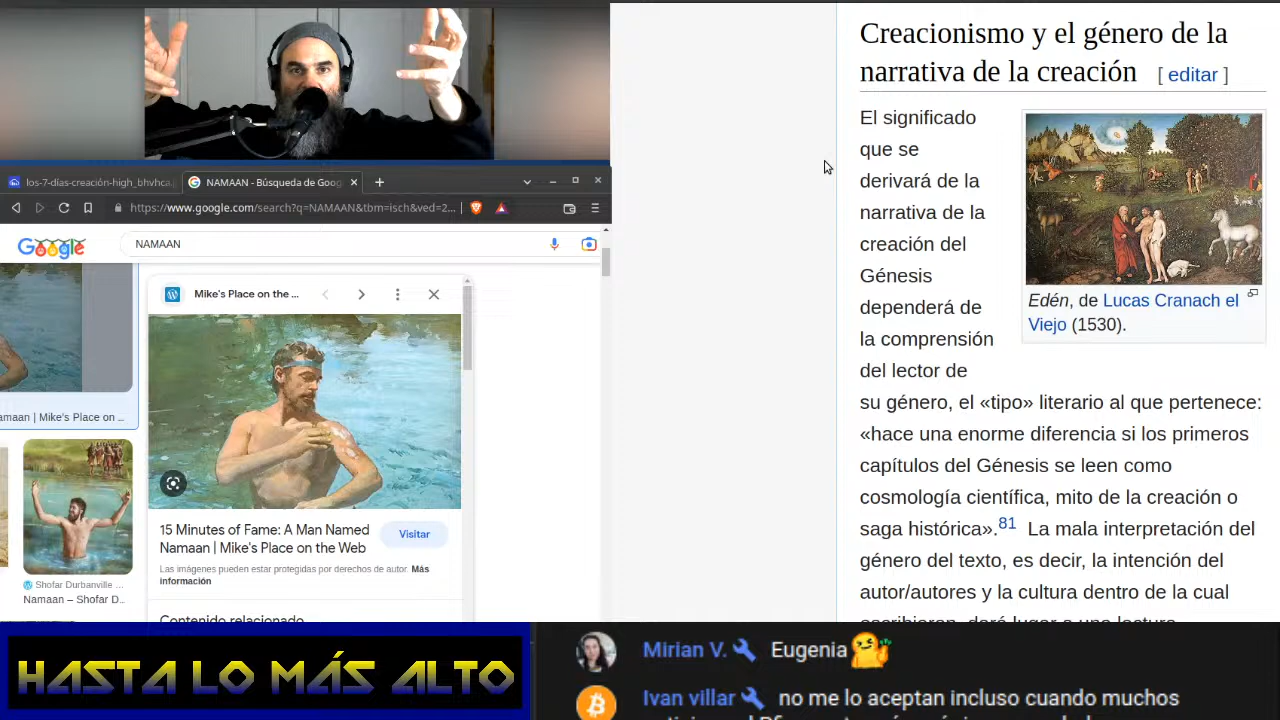 los-7-dias-creación-high_bhvhca.
NAMAAN - Búsqueda de Goog
https://www.google.com/search?q=NAMAAN&tbm=isch&ved=2...
Google
NAMAAN
Mike's Place on the ...
amaan | Mike's Place on ...
Shofar Durbanville ...
Namaan – Shofar D...
15 Minutes of Fame: A Man Named
Namaan | Mike's Place on the Web
Visitar
Las imágenes pueden estar protegidas por derechos de autor. Más
información
Contenido relacionado
Creacionismo y el género de la
narrativa de la creación [ editar ]
El significado
que se
derivará de la
narrativa de la
creación del
Génesis
dependerá de
la comprensión
del lector de
Edén, de Lucas Cranach el
Viejo (1530).
su género, el «tipo» literario al que pertenece:
«hace una enorme diferencia si los primeros
capítulos del Génesis se leen como
cosmología científica, mito de la creación o
saga histórica».81 La mala interpretación del
género del texto, es decir, la intención del
autor/autores y la cultura dentro de la cual
HASTA LO MÁS ALTO
Mirian V. Eugenia
Ivan villar no me lo aceptan incluso cuando muchos